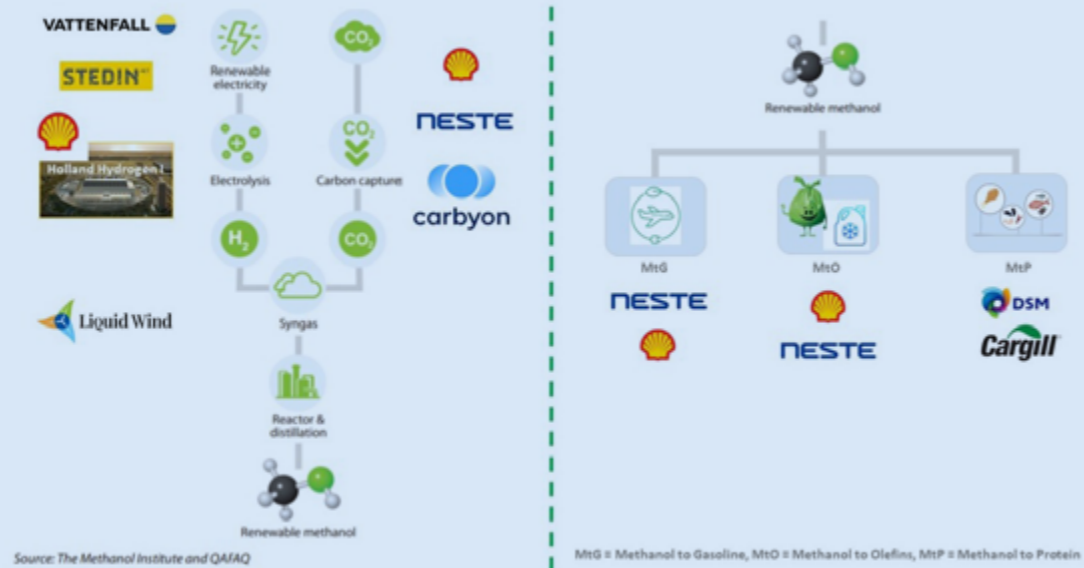 VATTENFALL
STEDIN
Holland Hydrogen I
Liquid Wind
Renewable
electricity
CO2
Electrolysis
CO2
Carbon capture
H2
CO2
Syngas
Reactor &
distillation
Renewable methanol
NESTE
carbyon
Source: The Methanol Institute and QAFAQ
Renewable methanol
MtG
MtO
MtP
NESTE
NESTE
DSM
Cargill
MtG = Methanol to Gasoline, MtO = Methanol to Olefins, MtP = Methanol to Protein